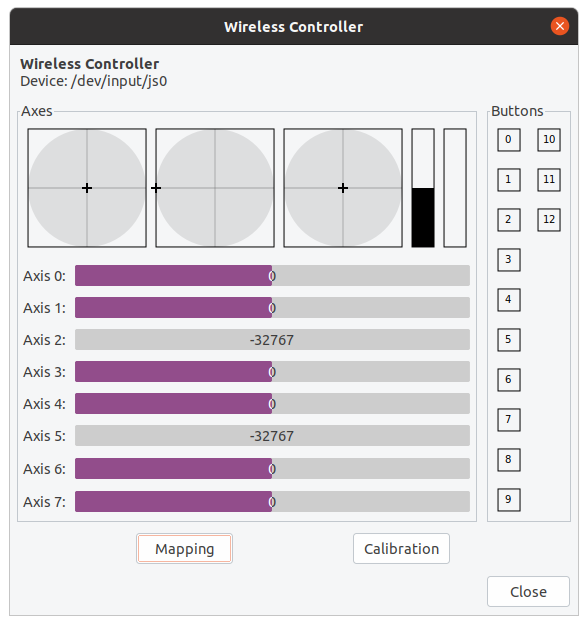 Wireless Controller
Wireless Controller
Device: /dev/input/js0
Axes
Axis 0: 0
Axis 1: 0
Axis 2: -32767
Axis 3: 0
Axis 4: 0
Axis 5: -32767
Axis 6: 0
Axis 7: 0
Buttons
0 10
1 11
2 12
3
4
5
6
7
8
9
Mapping Calibration
Close